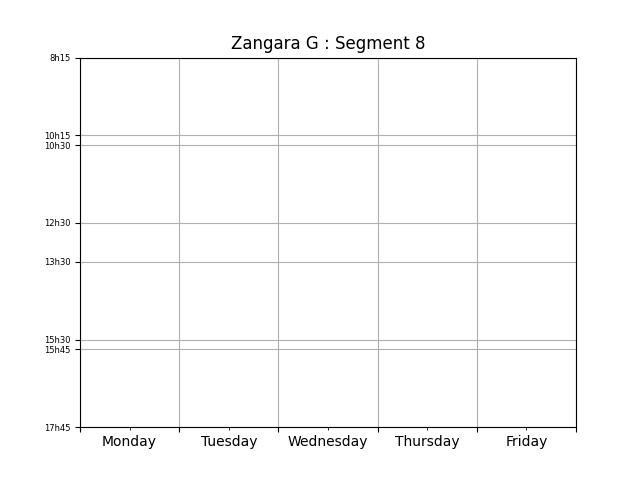 Zangara G : Segment 8
8h15
10h15
10h30
12h30
13h30
15h30
15h45
17h45
Monday Tuesday Wednesday Thursday Friday